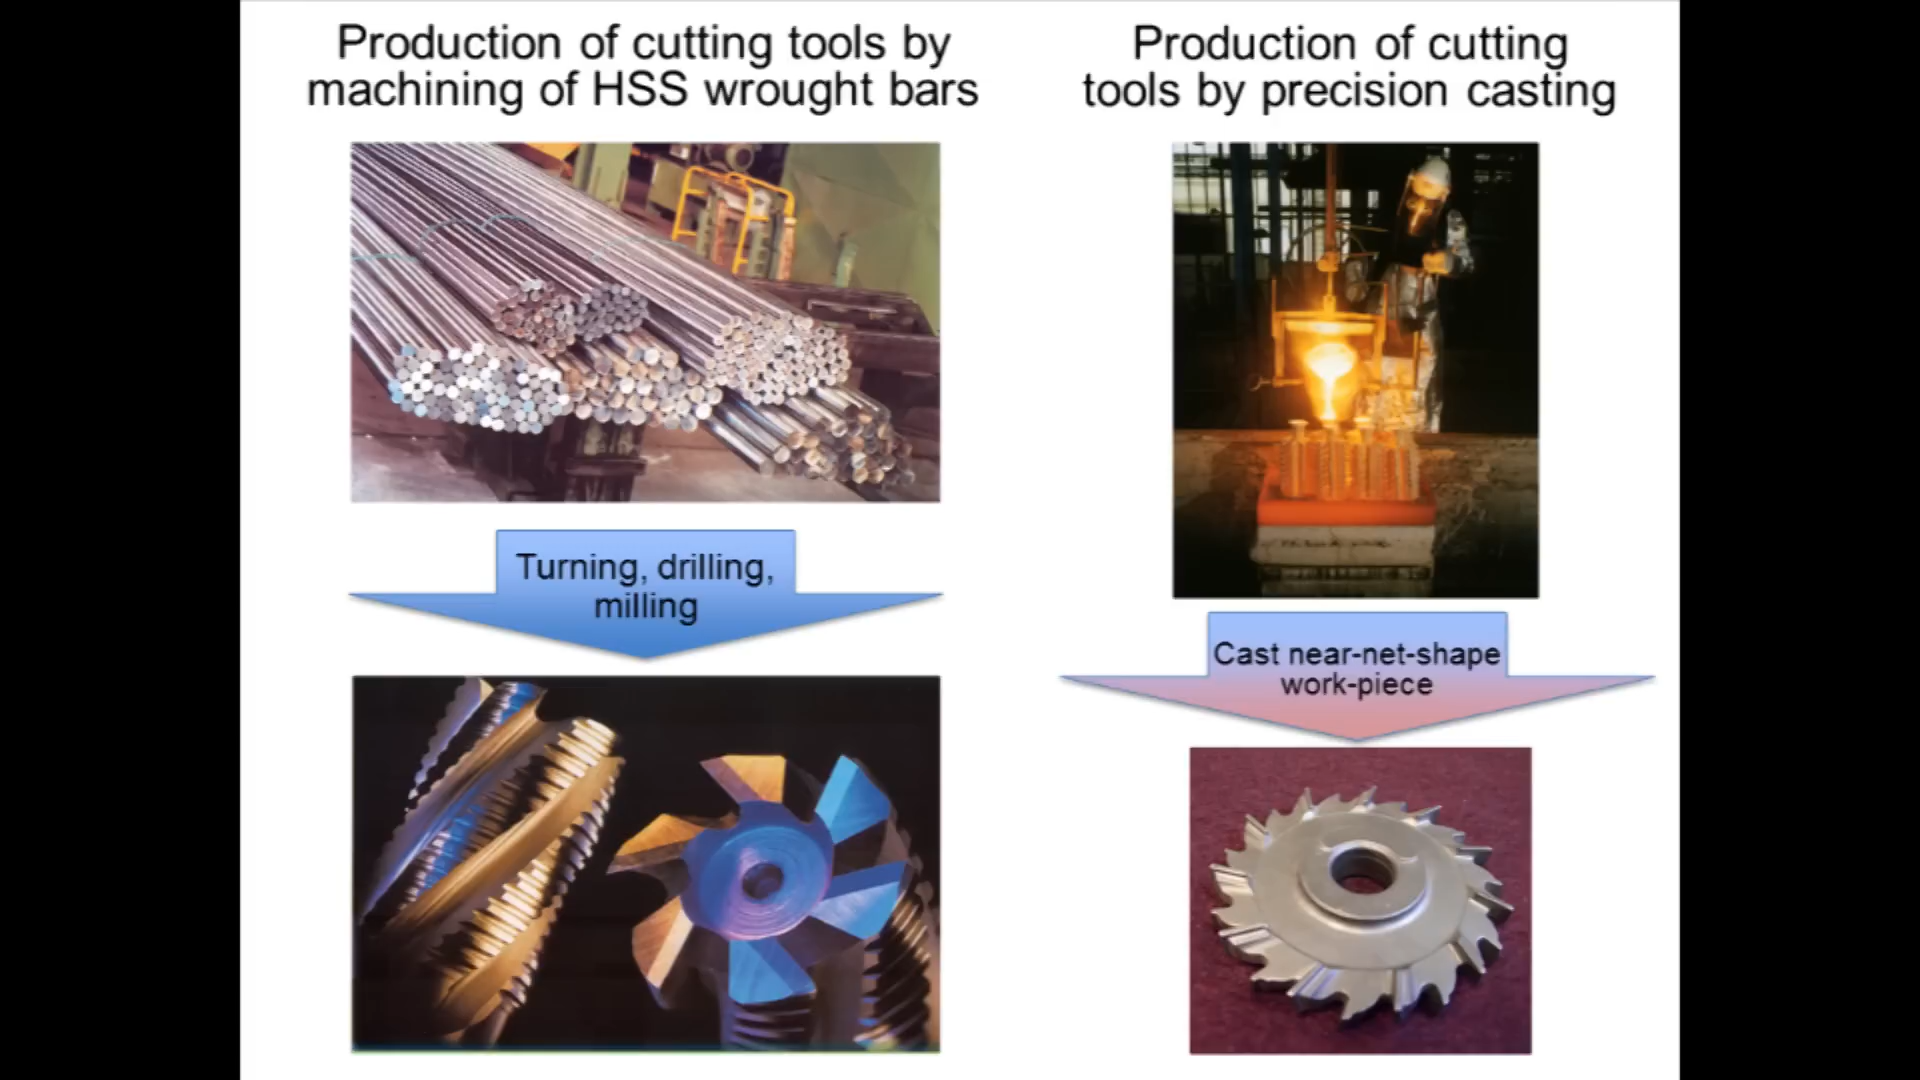 Production of cutting tools by
machining of HSS wrought bars
Turning, drilling,
milling
Production of cutting
tools by precision casting
Cast near-net-shape
work-piece